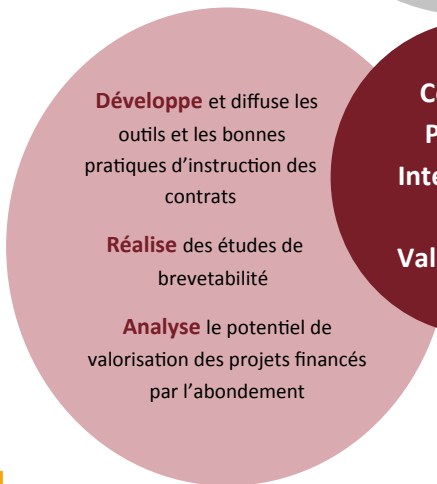 Développe et diffuse les
outils et les bonnes
pratiques d’instruction des
contrats
Réalise des études de
brevetabilité
Analyse le potentiel de
valorisation des projets financés
par l’abondement